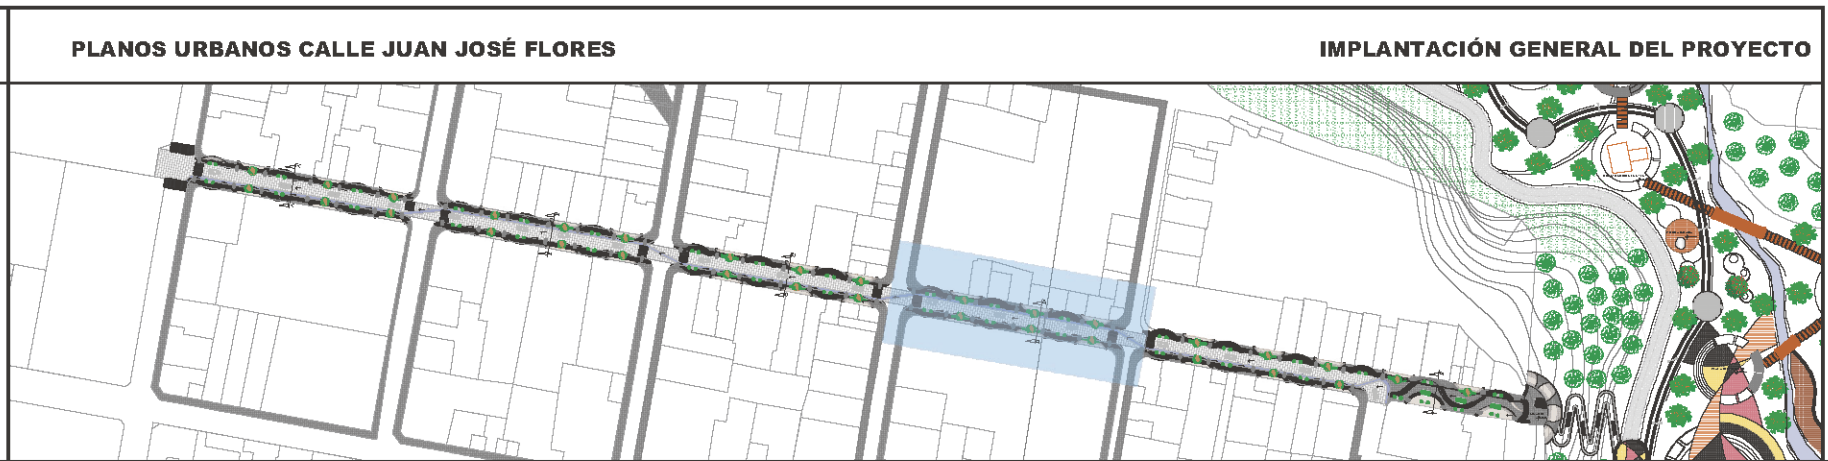 PLANOS URBANOS CALLE JUAN JOSÉ FLORES
IMPLANTACIÓN GENERAL DEL PROYECTO